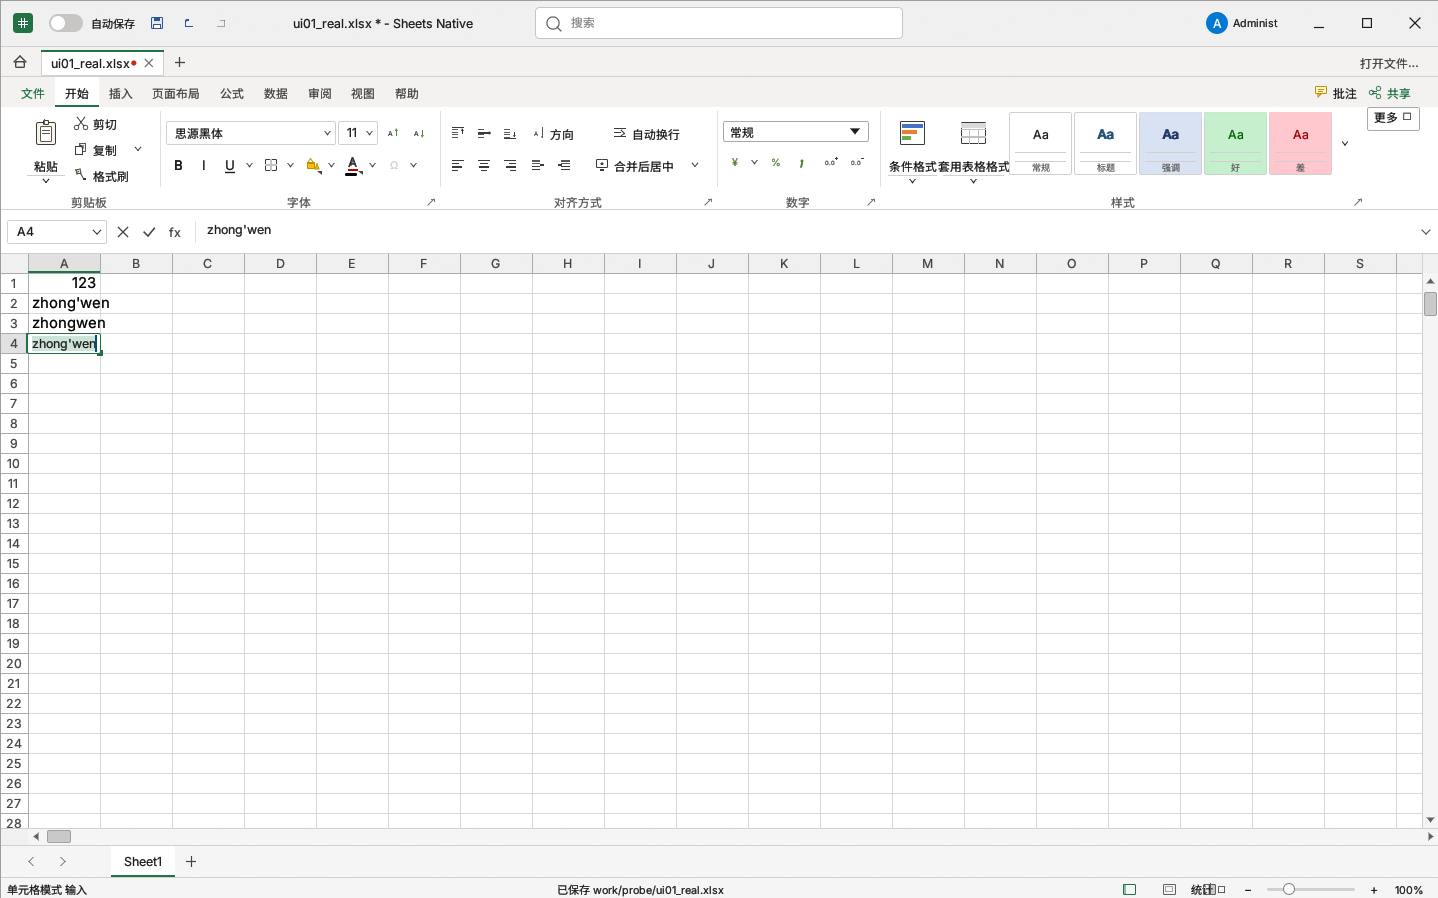 自动保存
ui01_real.xlsx * - Sheets Native
搜索
A
Administ
ui01_real.xlsx
打开文件...
文件 开始 插入 页面布局 公式 数据 审阅 视图 帮助
批注 共享
粘贴
剪切
复制
格式刷
剪贴板
思源黑体 11 A A
B I U A Ω
字体
方向 自动换行
合并后居中
对齐方式
常规
¥ % , 0.0+ 0.0-
数字
条件格式 套用表格格式
Aa 常规
Aa 标题
Aa 强调
Aa 好
Aa 差
样式
更多
A4 fx zhong'wen
A B C D E F G H I J K L M N O P Q R S
1 123
2 zhong'wen
3 zhongwen
4 zhong'wen
5
6
7
8
9
10
11
12
13
14
15
16
17
18
19
20
21
22
23
24
25
26
27
28
Sheet1
单元格模式 输入
已保存 work/probe/ui01_real.xlsx
100%